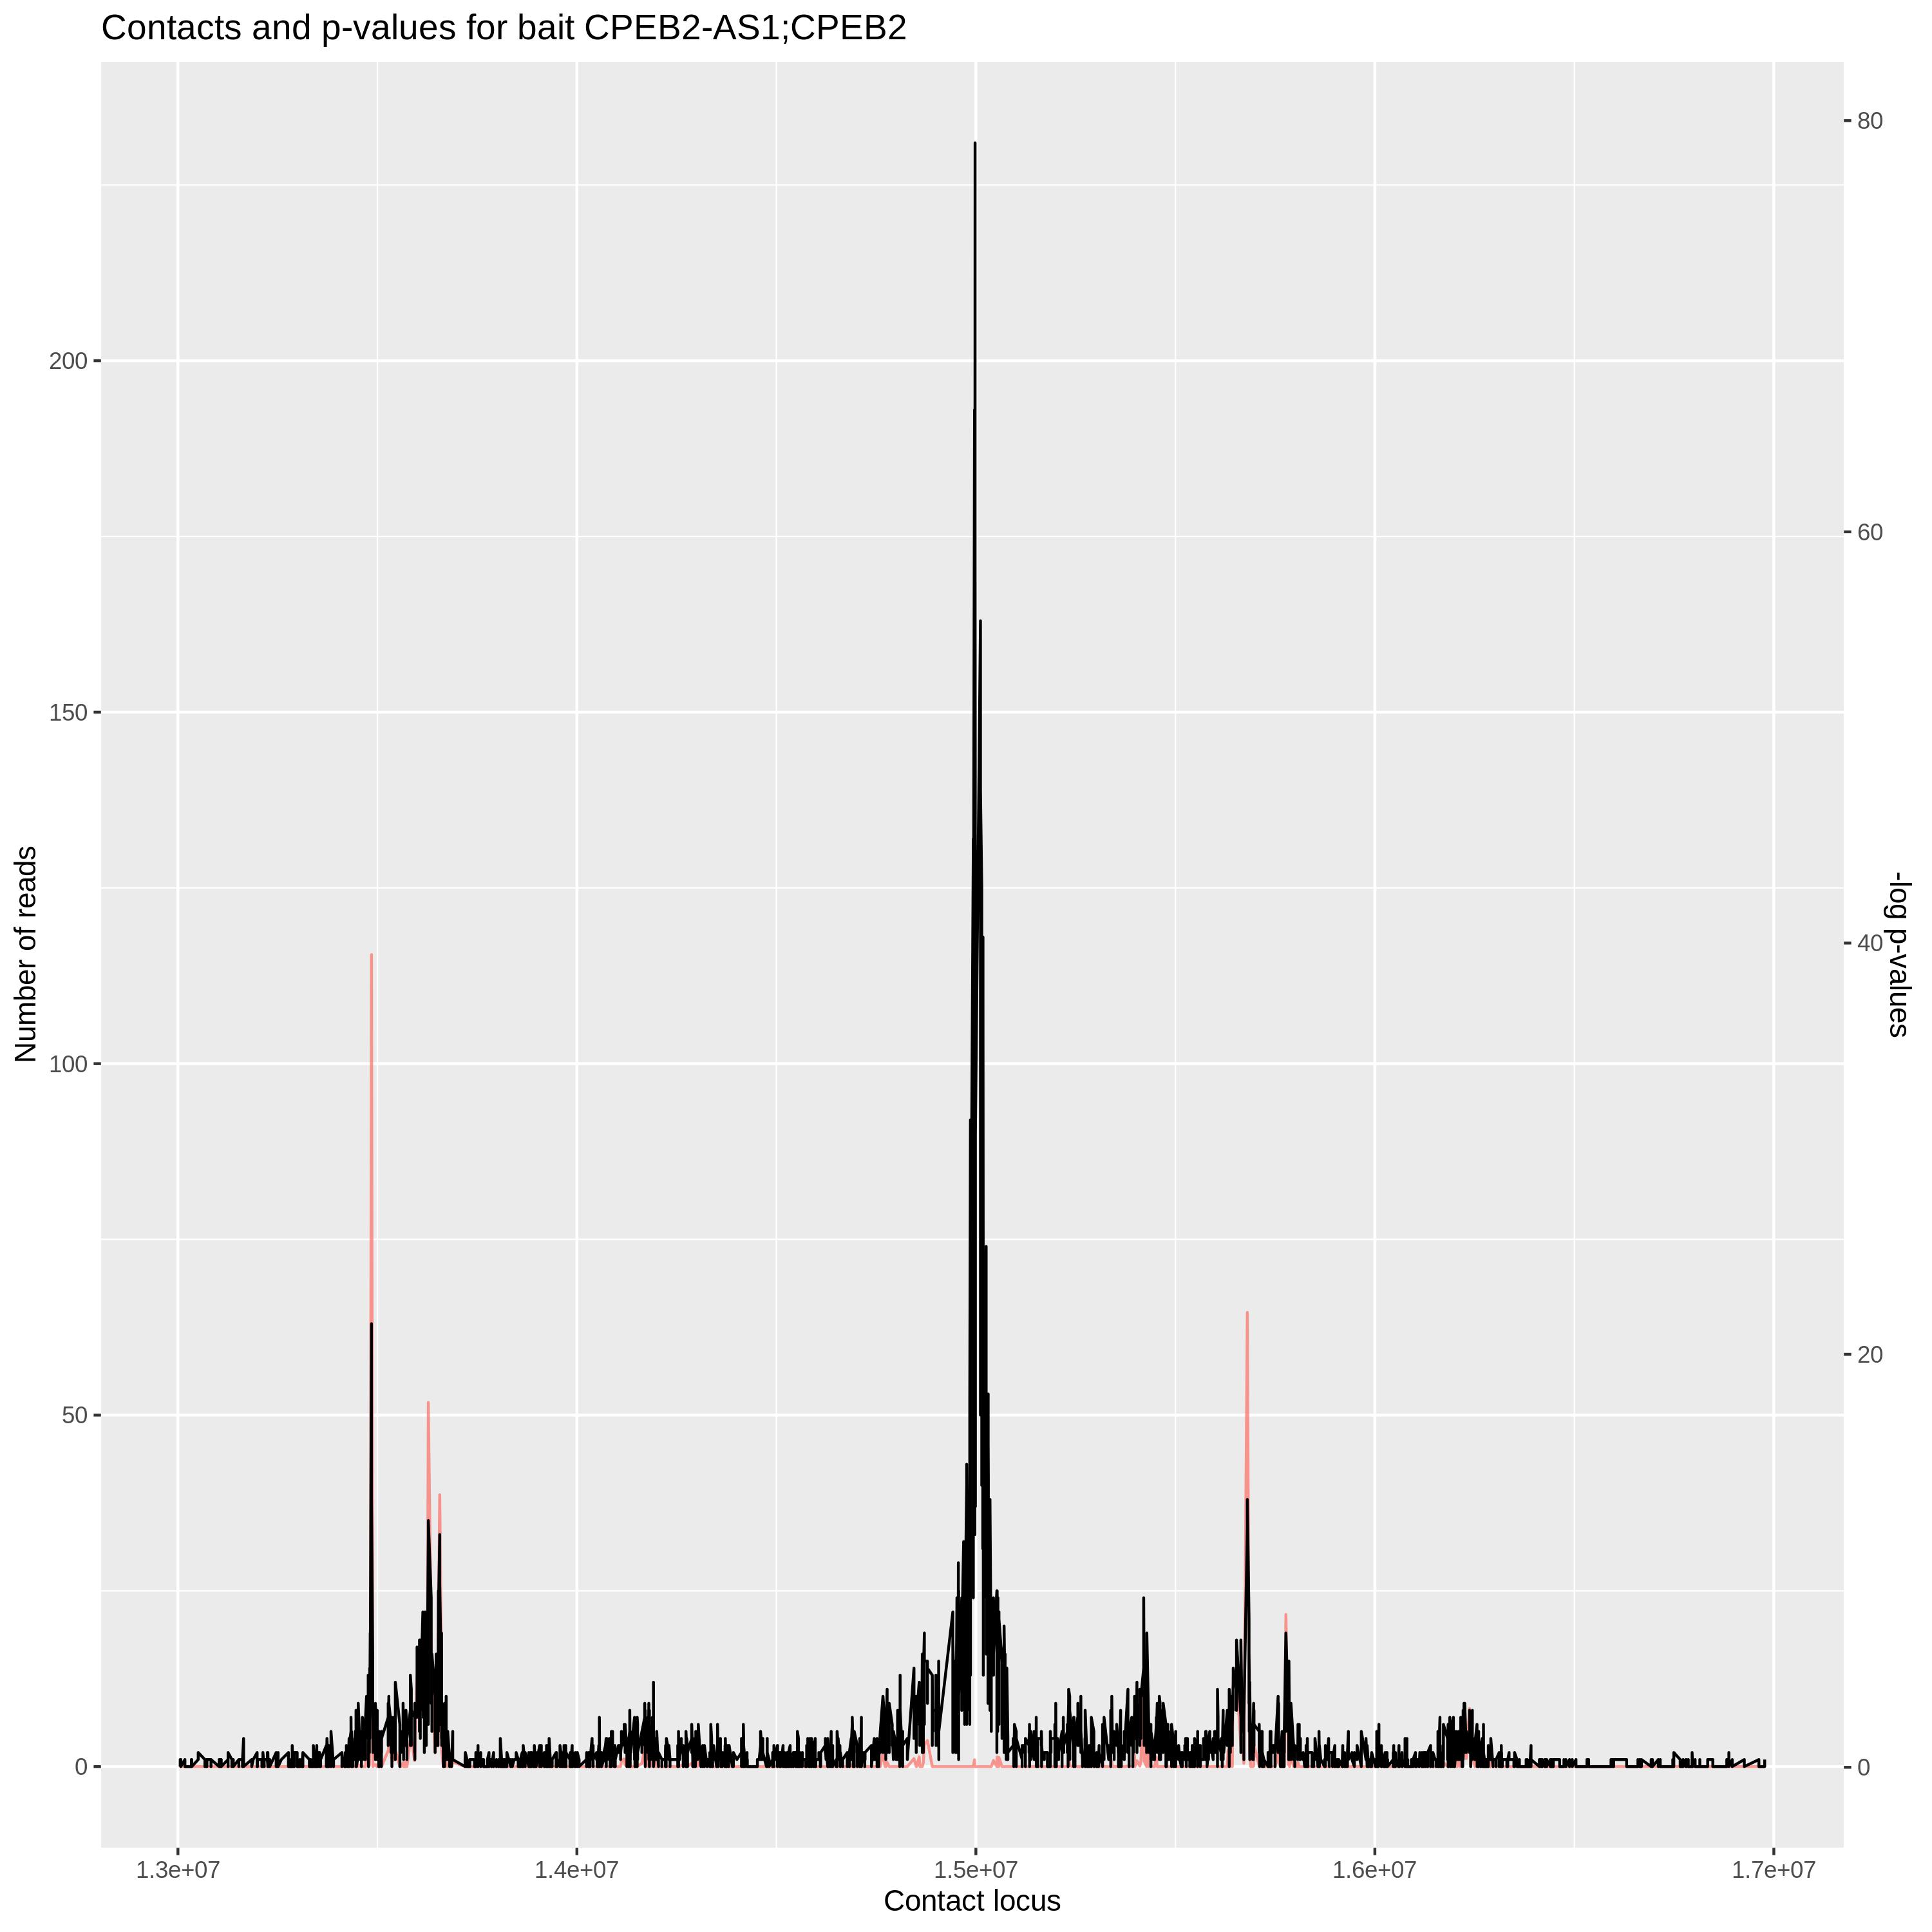 Contacts and p-values for bait CPEB2-AS1;CPEB2
Number of reads
200
150
100
50
0
80
60
40
20
0
-log p-values
1.3e+07
1.4e+07
1.5e+07
1.6e+07
1.7e+07
Contact locus